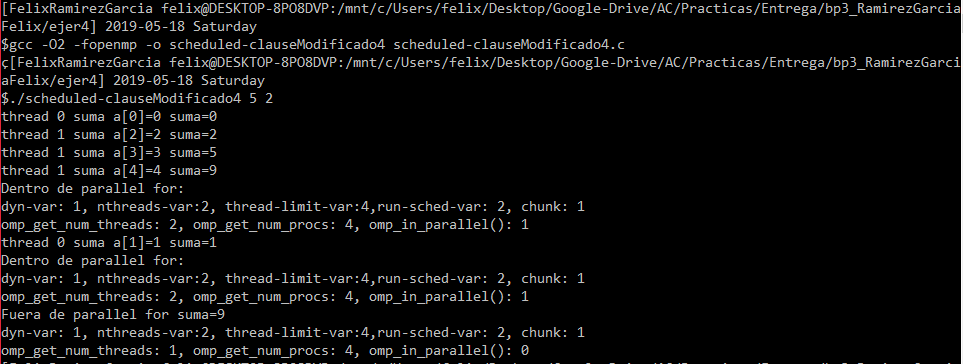 [FelixRamirezGarcia felix@DESKTOP-8PO8DVP:/mnt/c/Users/felix/Desktop/Google-Drive/AC/Practicas/Entrega/bp3_RamirezGarcia
Felix/ejer4] 2019-05-18 Saturday
$gcc -O2 -fopenmp -o scheduled-clauseModificado4 scheduled-clauseModificado4.c
ç[FelixRamirezGarcia felix@DESKTOP-8PO8DVP:/mnt/c/Users/felix/Desktop/Google-Drive/AC/Practicas/Entrega/bp3_RamirezGarci
aFelix/ejer4] 2019-05-18 Saturday
$./scheduled-clauseModificado4 5 2
thread 0 suma a[0]=0 suma=0
thread 1 suma a[2]=2 suma=2
thread 1 suma a[3]=3 suma=5
thread 1 suma a[4]=4 suma=9
Dentro de parallel for:
dyn-var: 1, nthreads-var:2, thread-limit-var:4,run-sched-var: 2, chunk: 1
omp_get_num_threads: 2, omp_get_num_procs: 4, omp_in_parallel(): 1
thread 0 suma a[1]=1 suma=1
Dentro de parallel for:
dyn-var: 1, nthreads-var:2, thread-limit-var:4,run-sched-var: 2, chunk: 1
omp_get_num_threads: 2, omp_get_num_procs: 4, omp_in_parallel(): 1
Fuera de parallel for suma=9
dyn-var: 1, nthreads-var:2, thread-limit-var:4,run-sched-var: 2, chunk: 1
omp_get_num_threads: 1, omp_get_num_procs: 4, omp_in_parallel(): 0